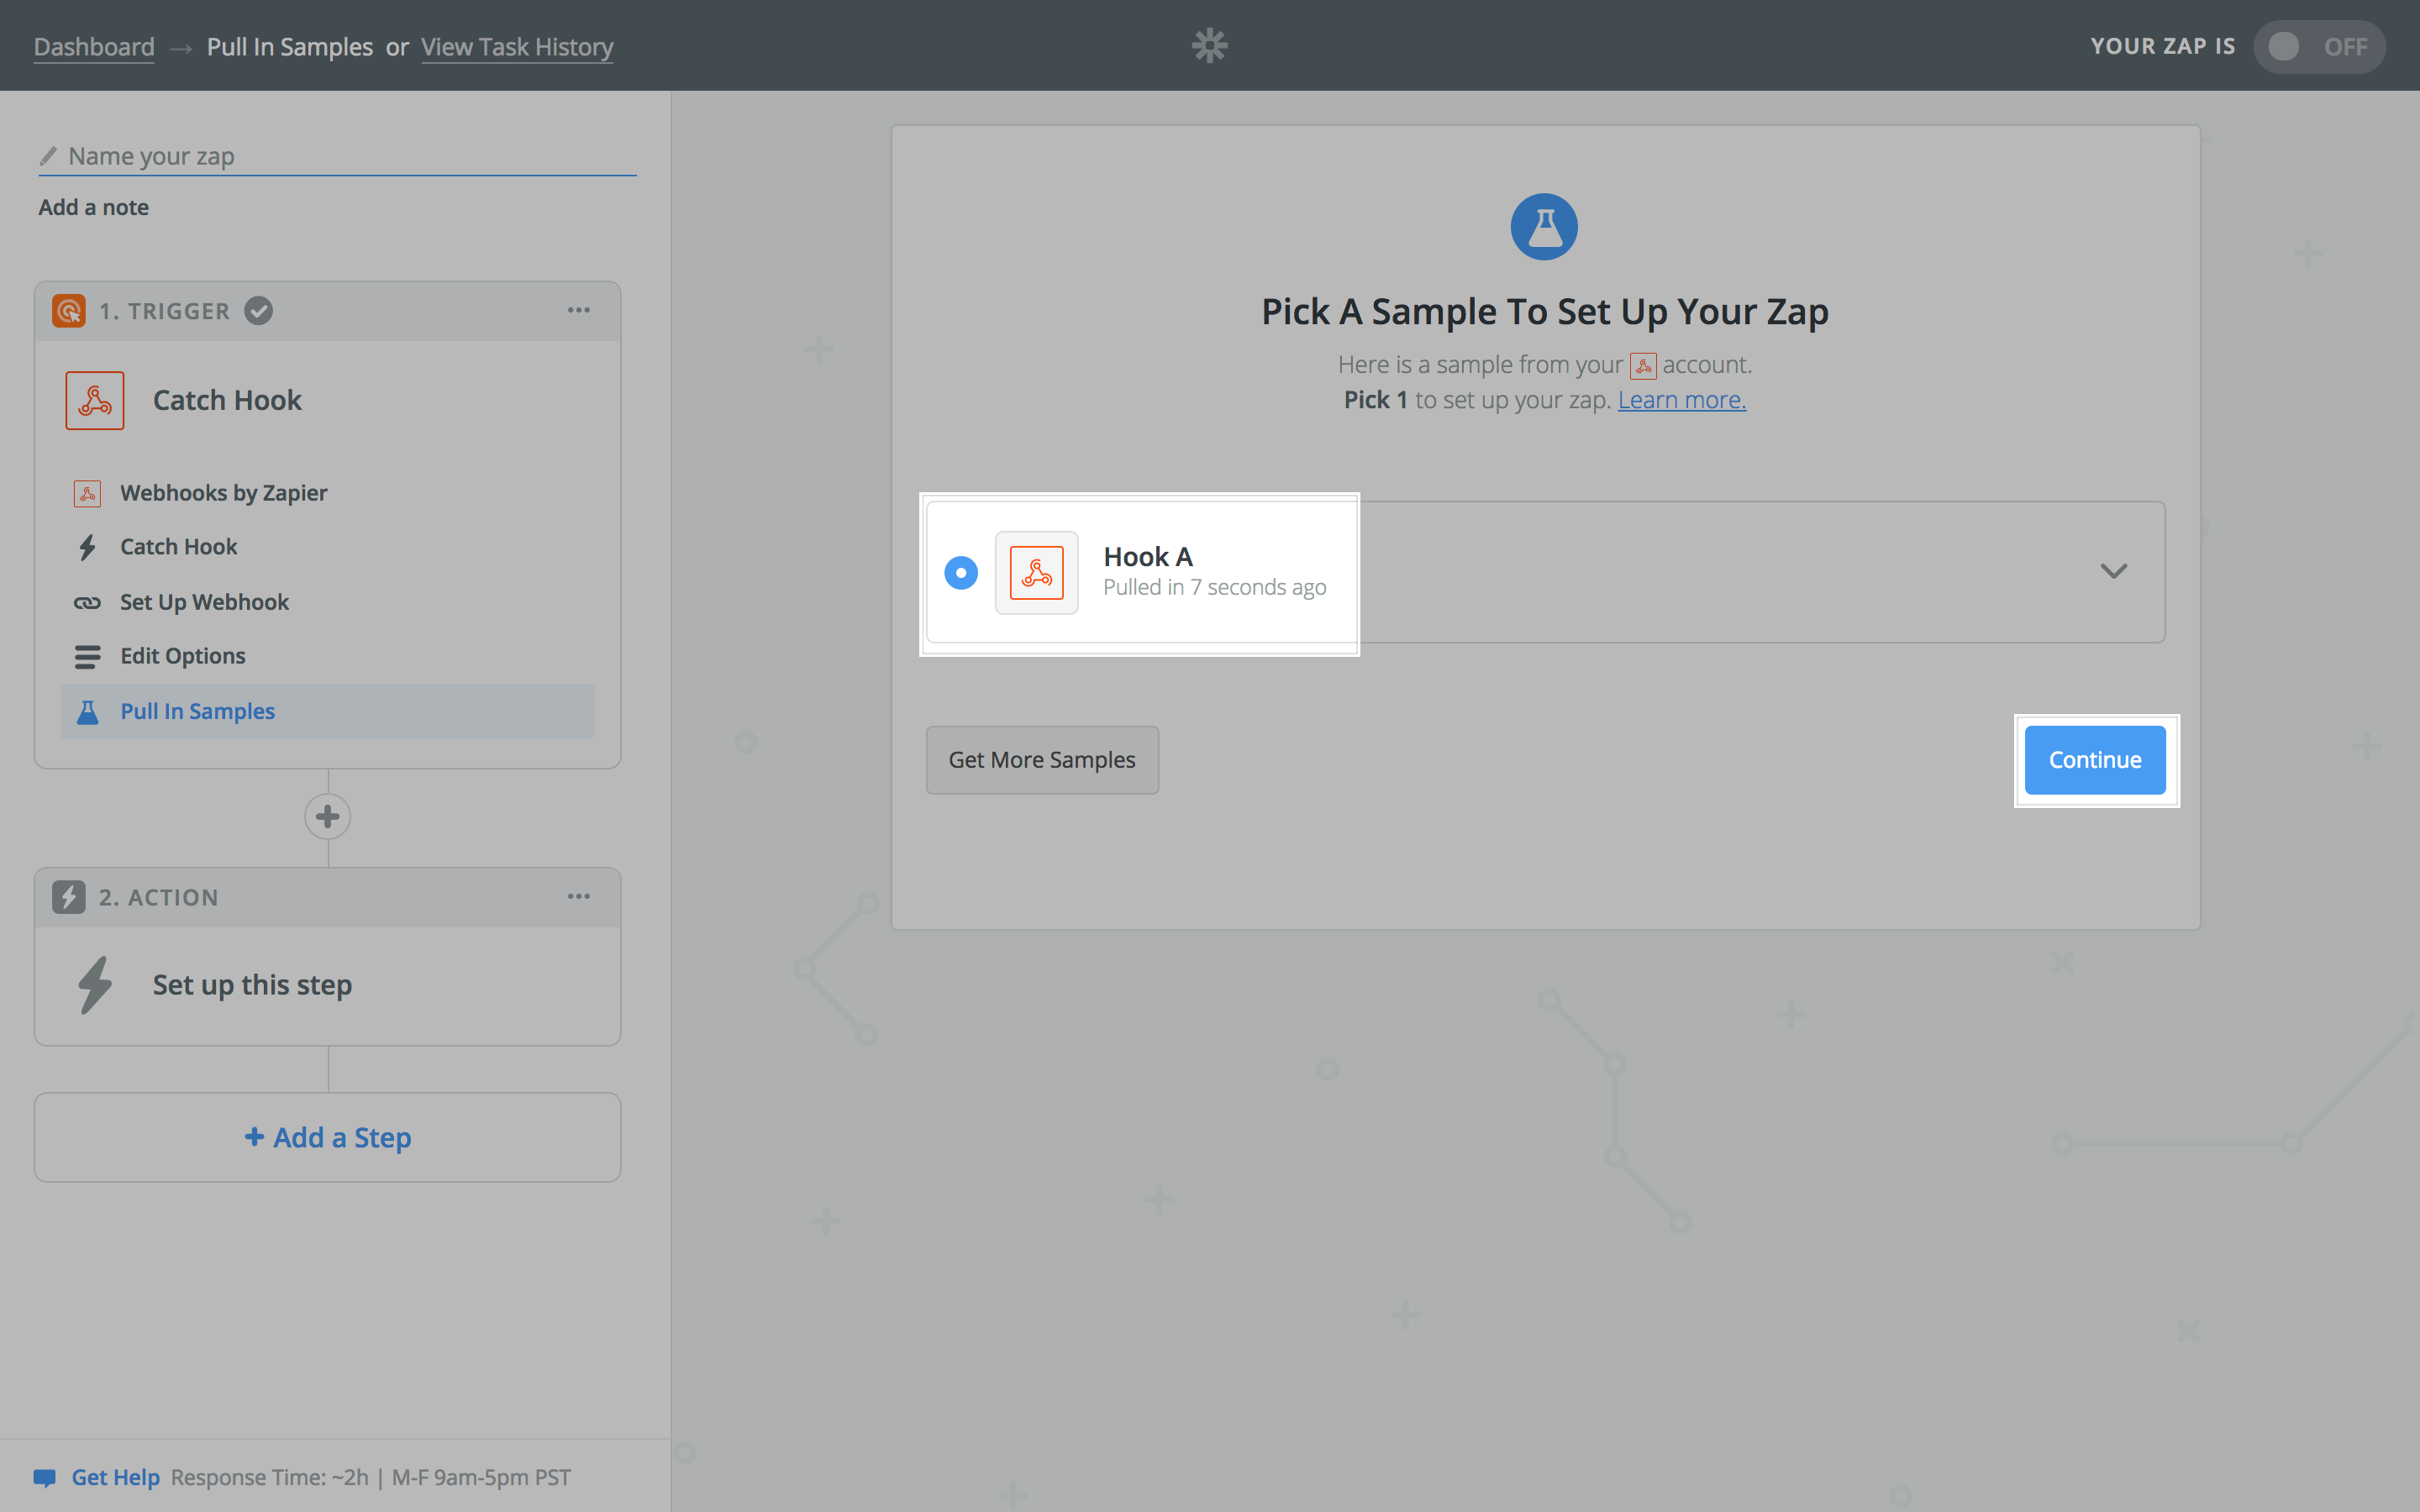 Dashboard → Pull In Samples or View Task History
YOUR ZAP IS OFF
Name your zap
Add a note
1. TRIGGER
Catch Hook
Webhooks by Zapier
Catch Hook
Set Up Webhook
Edit Options
Pull In Samples
2. ACTION
Set up this step
+ Add a Step
Get Help Response Time: ~2h | M-F 9am-5pm PST
Pick A Sample To Set Up Your Zap
Here is a sample from your account.
Pick 1 to set up your zap. Learn more.
Hook A
Pulled in 7 seconds ago
Get More Samples
Continue